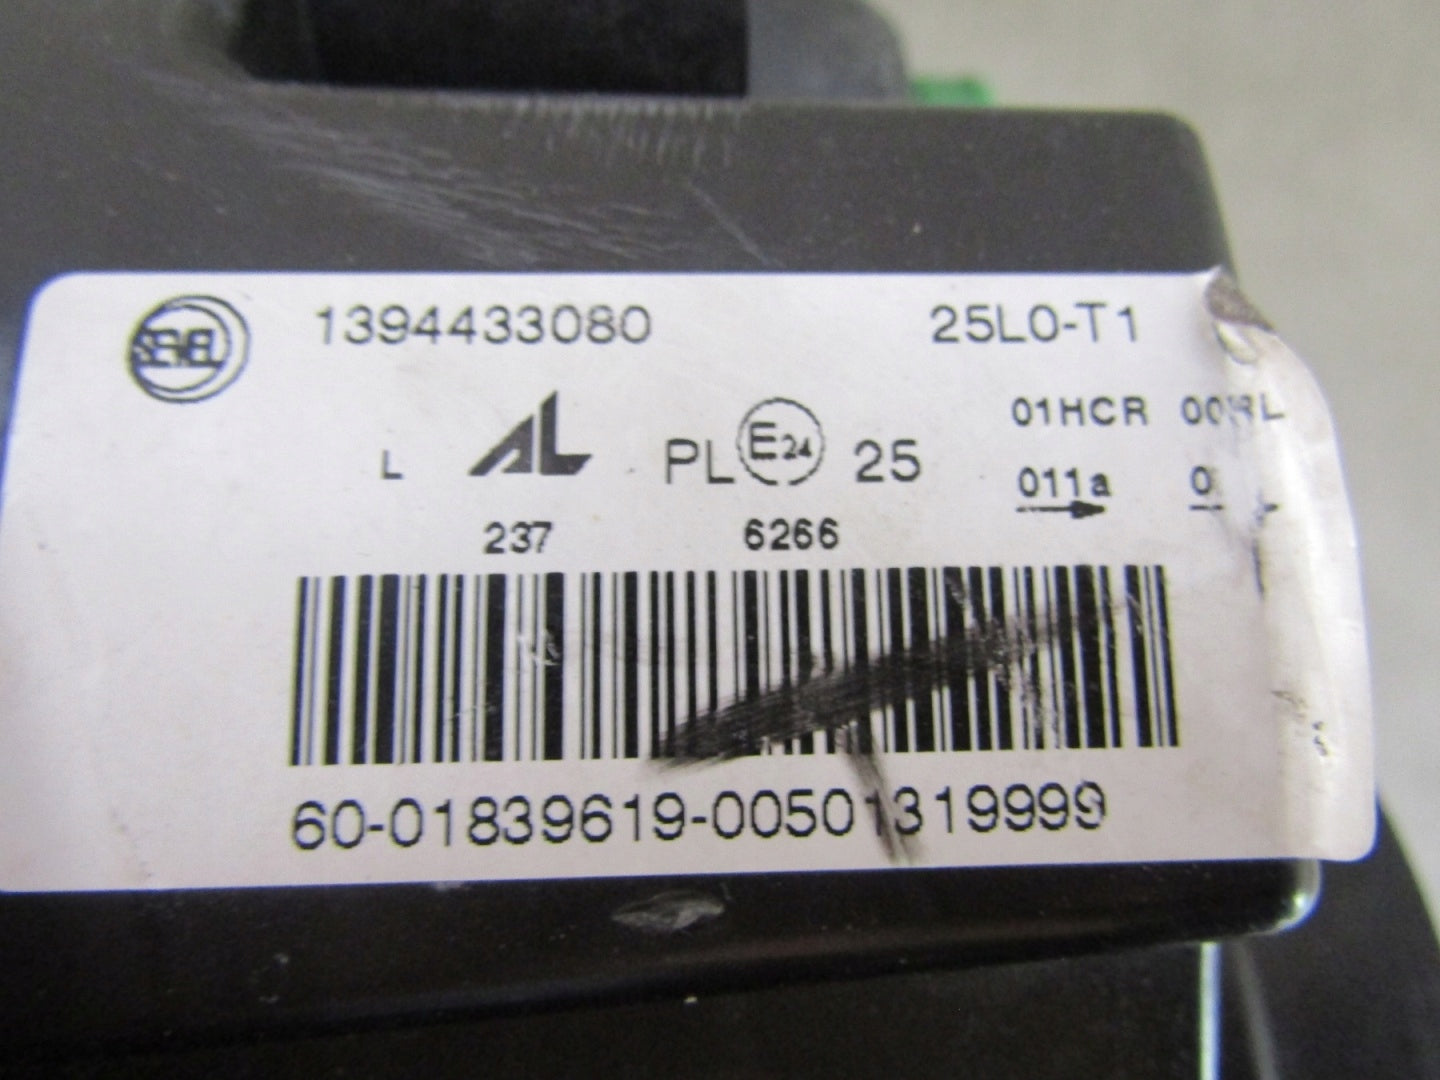 SEVEL 1394433080 25L0-T1
01HCR
L AL PL E24 25
011a
237 6266
60-01839619-00501319999